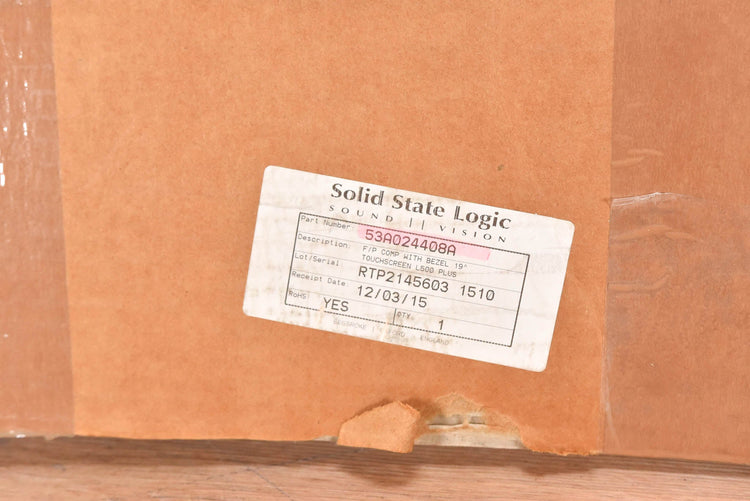 Solid State Logic
SOUND || VISION
Part Number 53A024408A
Description: F/P COMP WITH BEZEL 19"
TOUCHSCREEN L500 PLUS
Lot/Serial RTP2145603 1510
Receipt Date: 12/03/15
RoHS YES QTY. 1
ENGLAND